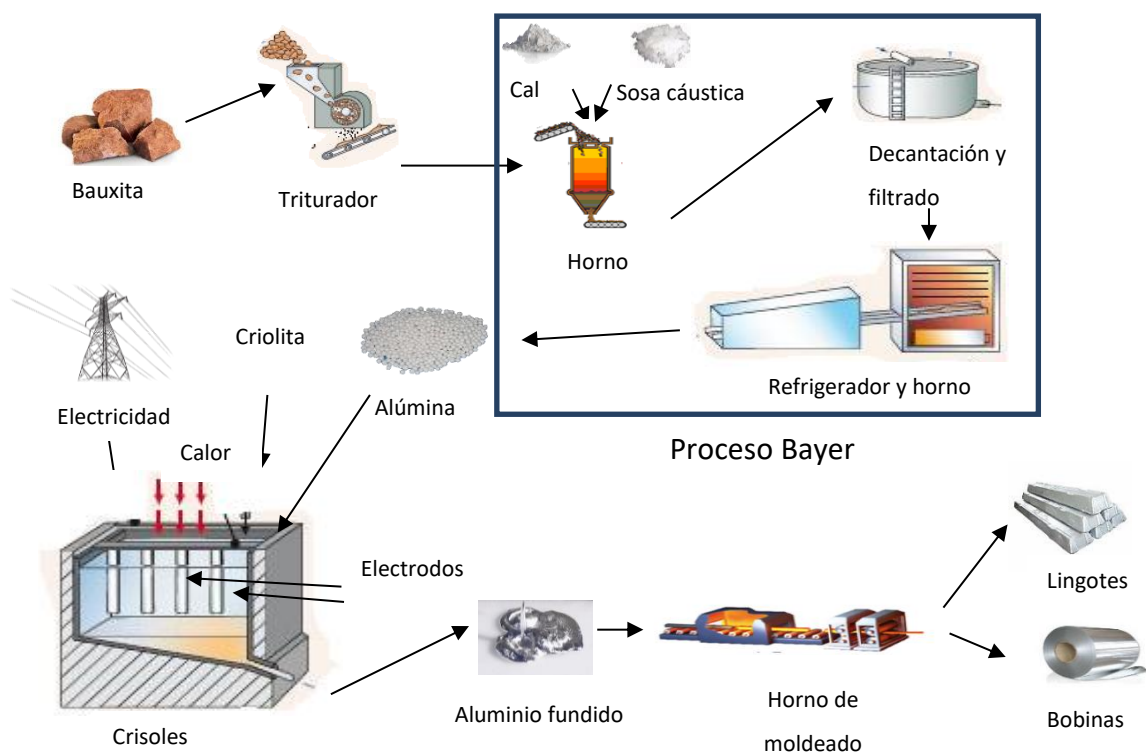 Cal
Sosa cáustica
Bauxita
Triturador
Horno
Decantación y
filtrado
Refrigerador y horno
Proceso Bayer
Electricidad
Criolita
Alúmina
Calor
Electrodos
Crisoles
Aluminio fundido
Horno de
moldeado
Lingotes
Bobinas